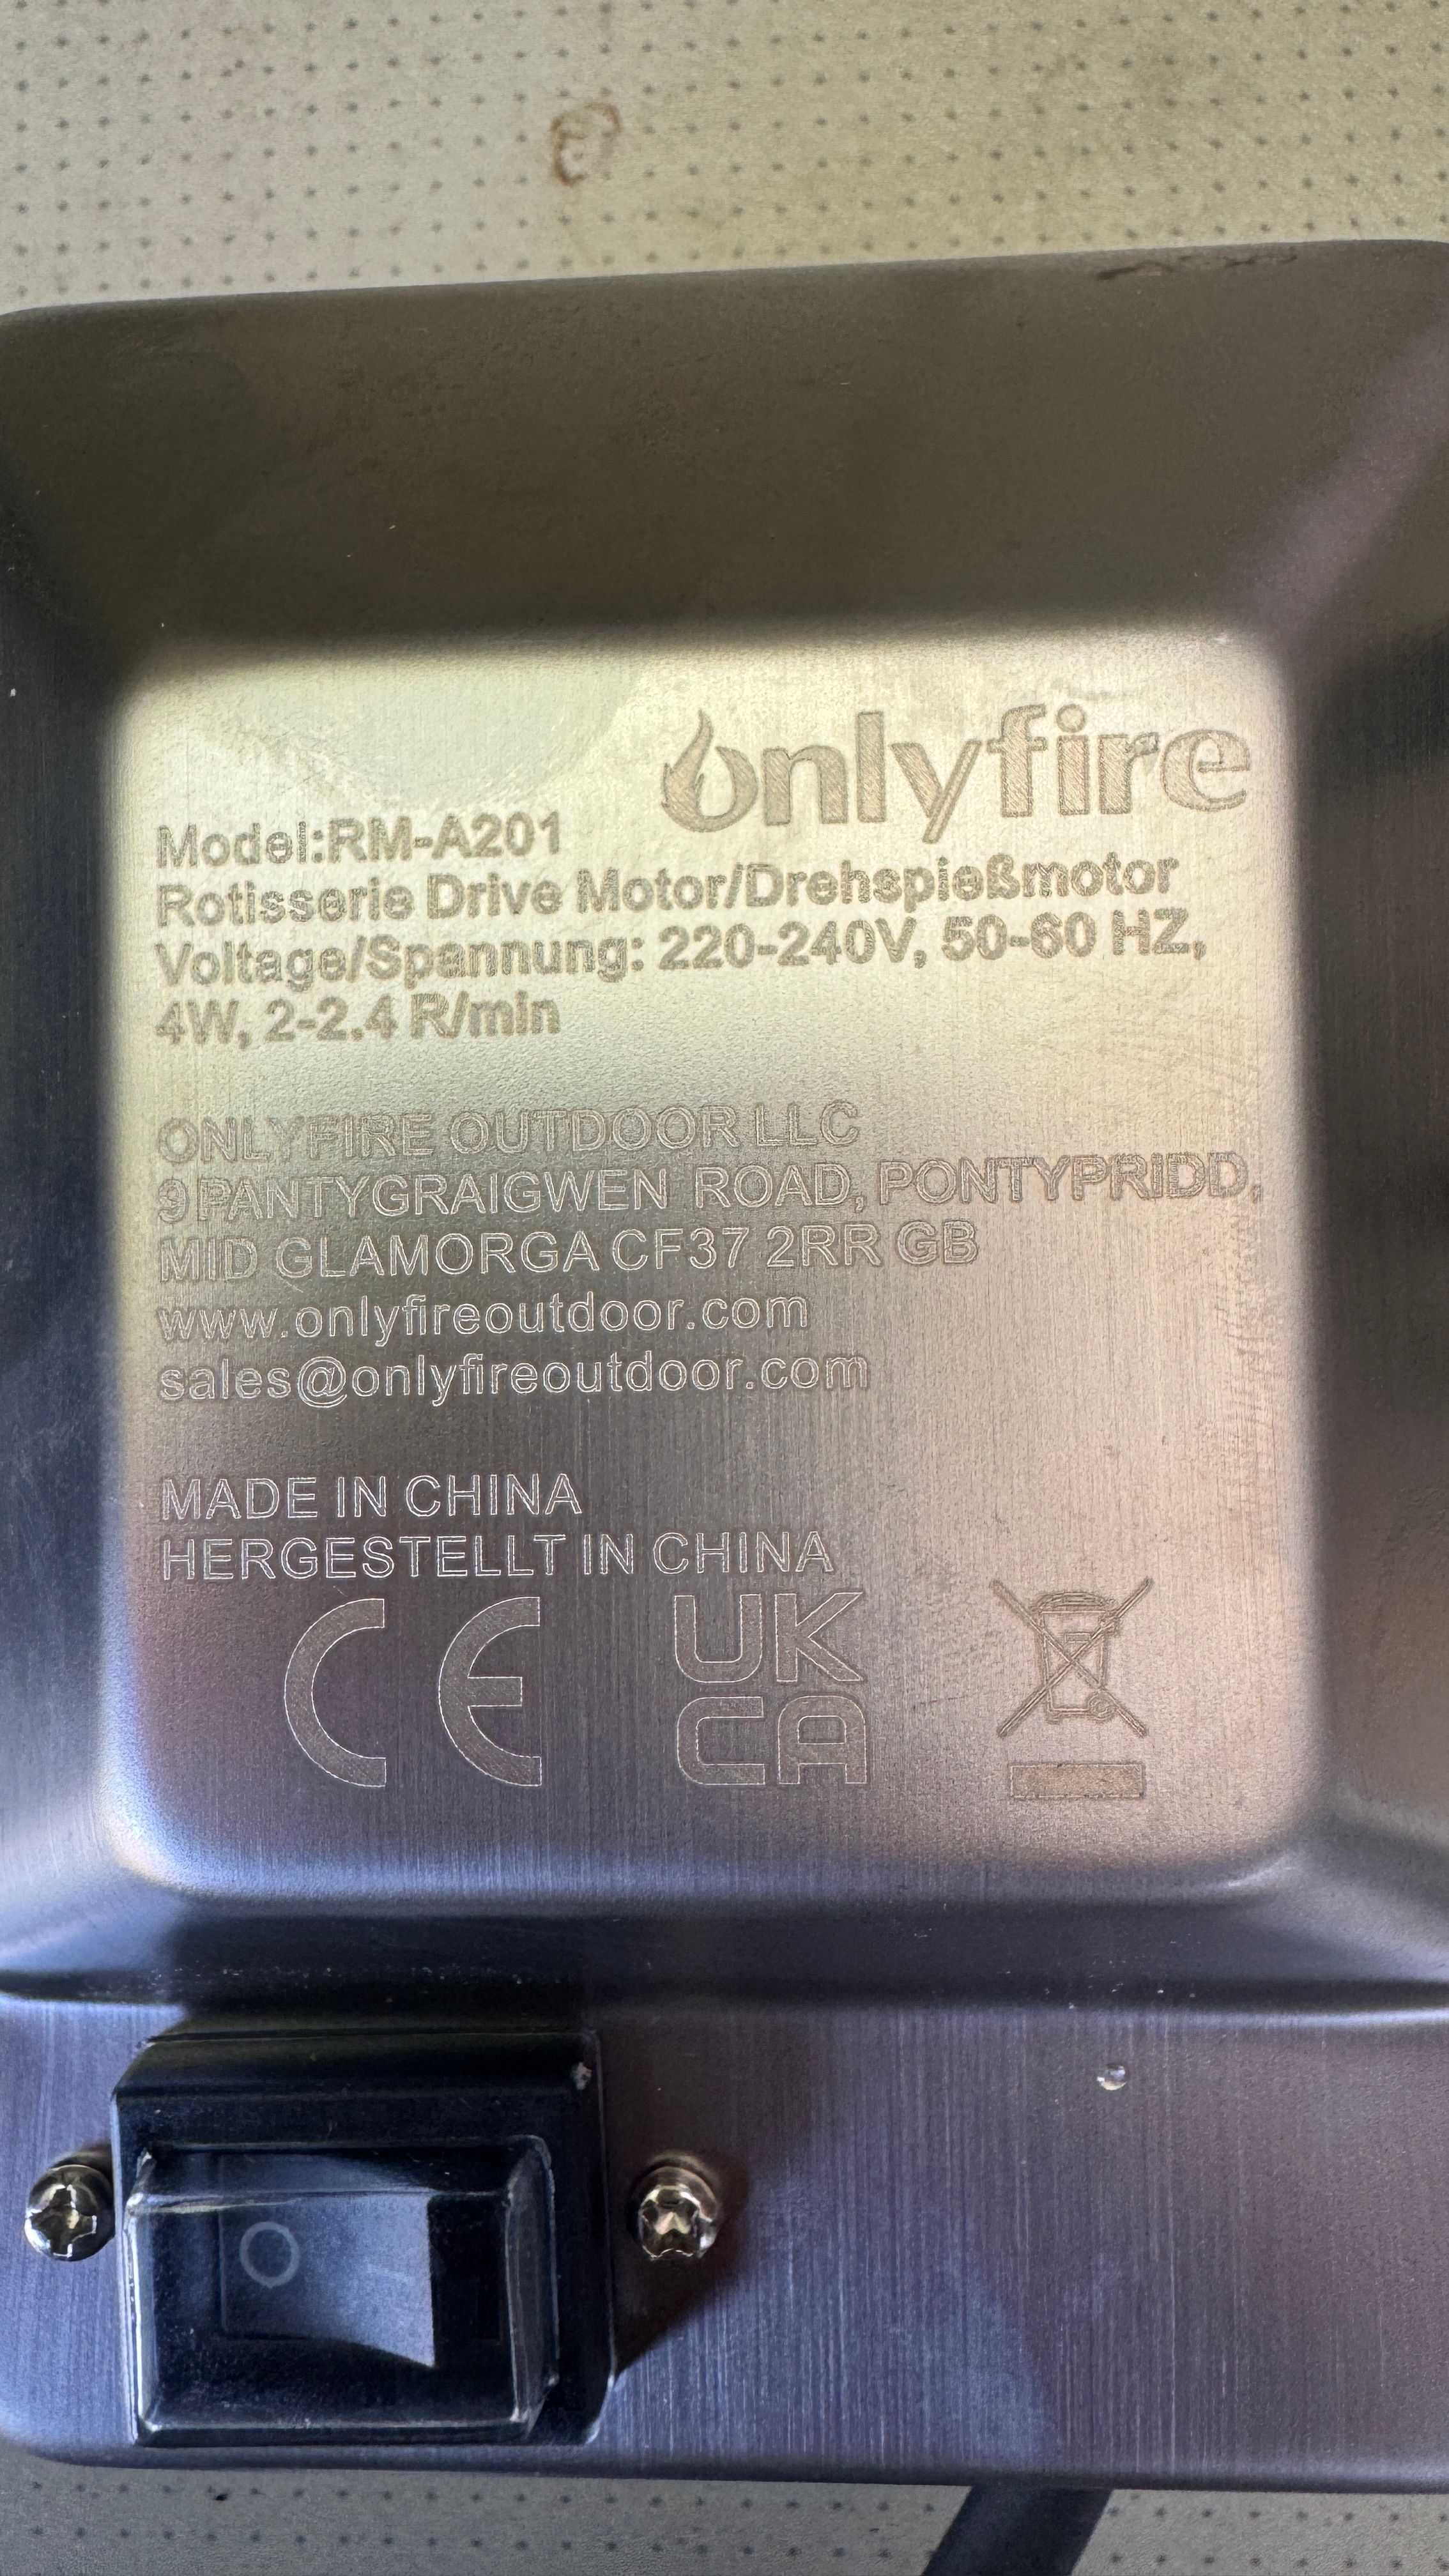 onlyfire
Model:RM-A201
Rotisserie Drive Motor/Drehspießmotor
Voltage/Spannung: 220-240V, 50-60 HZ,
4W, 2-2.4 R/min
ONLYFIRE OUTDOOR LLC
9 PANTYGRAIGWEN ROAD, PONTYPRIDD,
MID GLAMORGA CF37 2RR GB
www.onlyfireoutdoor.com
sales@onlyfireoutdoor.com
MADE IN CHINA
HERGESTELLT IN CHINA
CE UK
CA